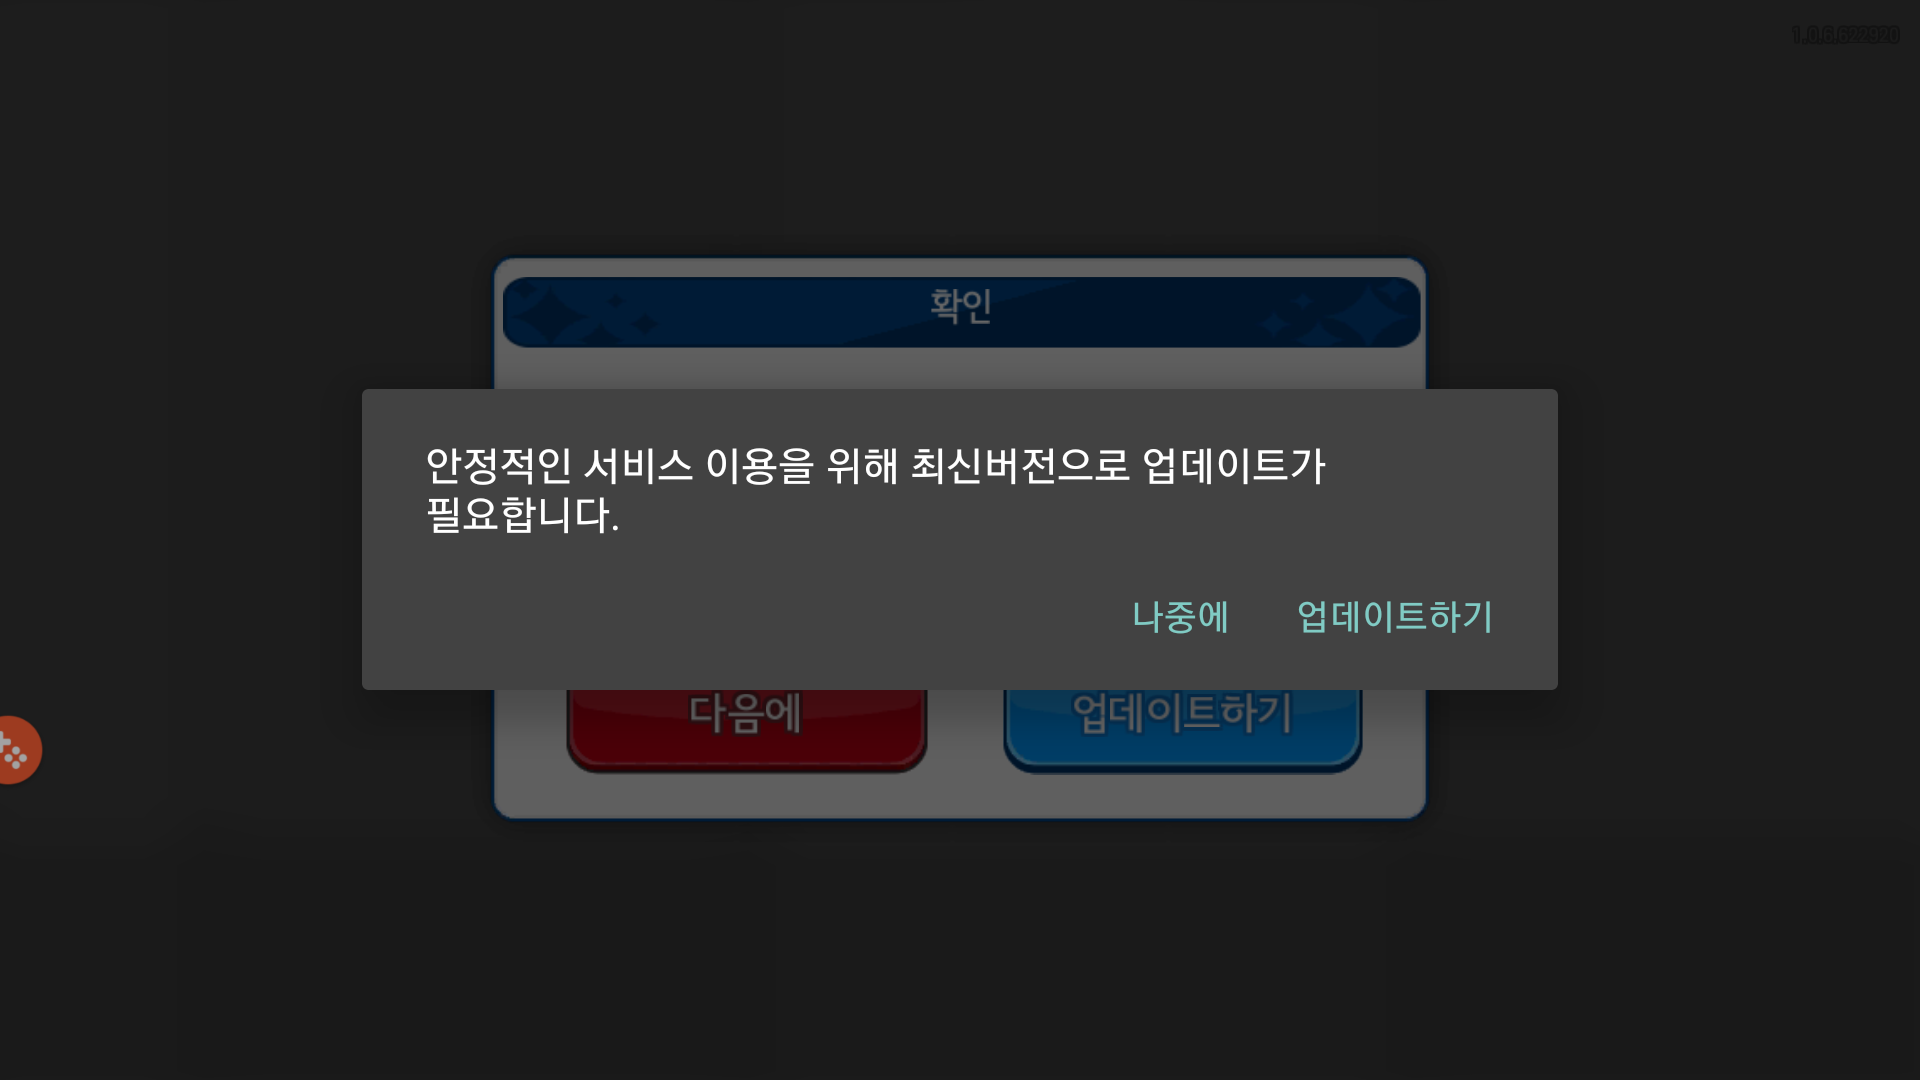 1.0.6.622920
확인
안정적인 서비스 이용을 위해 최신버전으로 업데이트가
필요합니다.
나중에 업데이트하기
다음에 업데이트하기